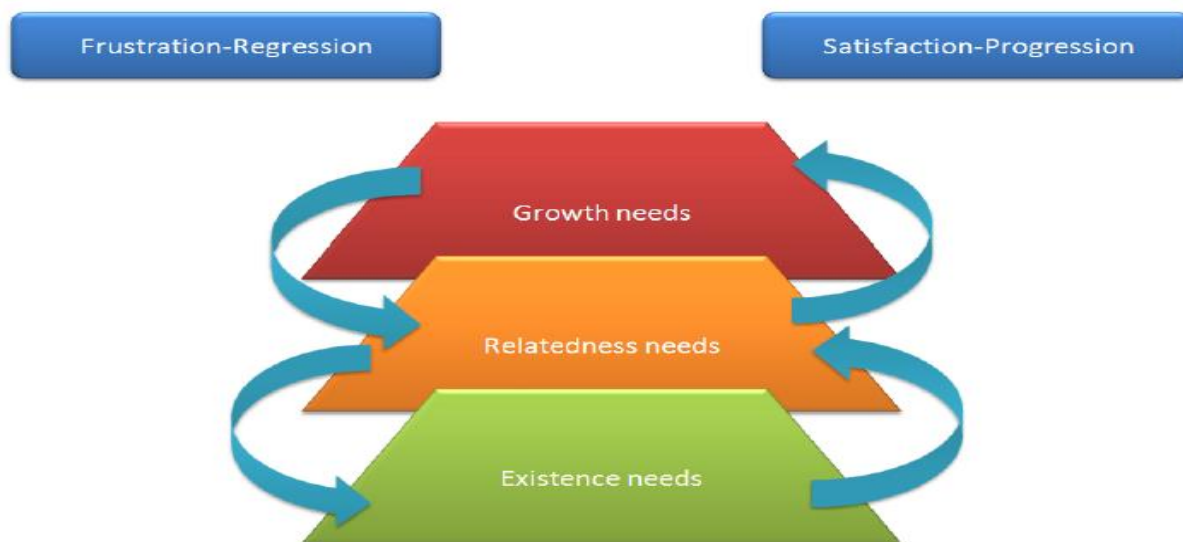 Frustration-Regression
Satisfaction-Progression
Growth needs
Relatedness needs
Existence needs